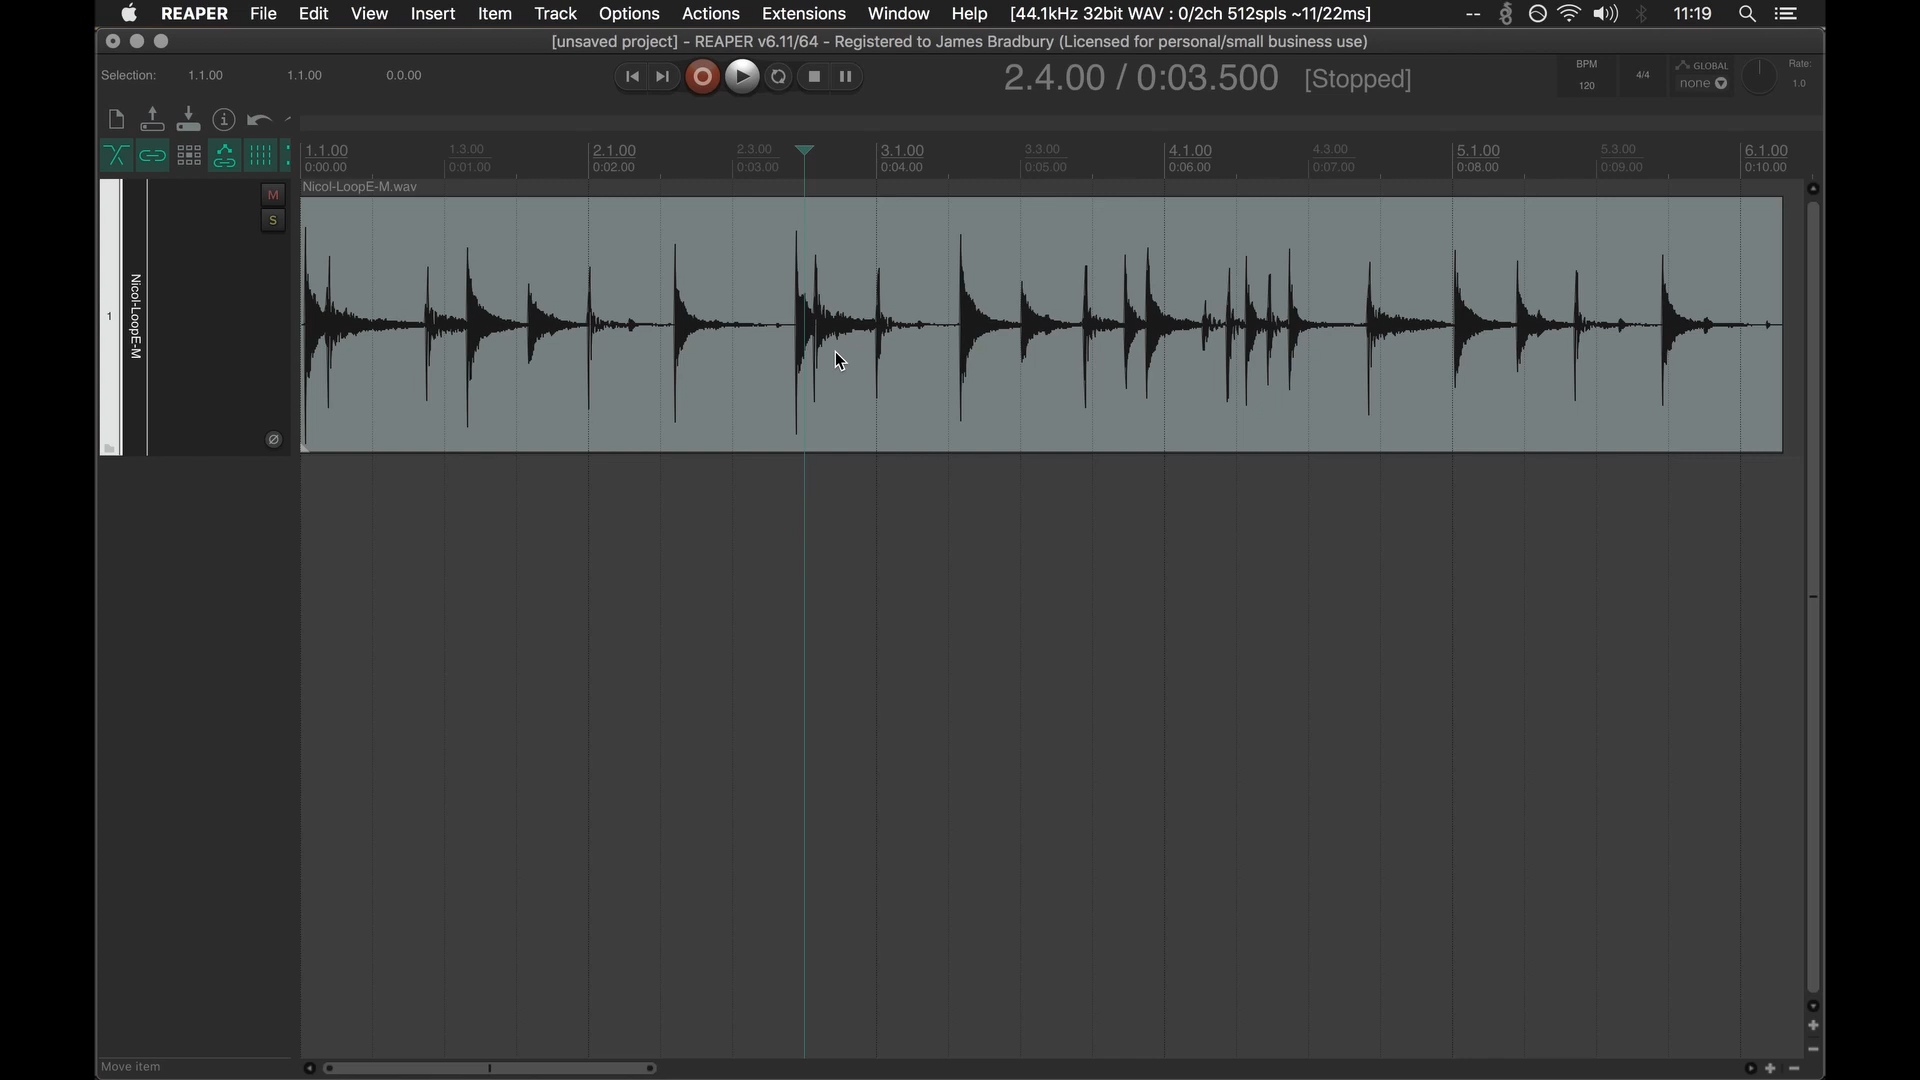 REAPER File Edit View Insert Item Track Options Actions Extensions Window Help [44.1kHz 32bit WAV : 0/2ch 512spls ~11/22ms] -- 11:19
[unsaved project] - REAPER v6.11/64 - Registered to James Bradbury (Licensed for personal/small business use)
Selection: 1.1.00 1.1.00 0.0.00 2.4.00 / 0:03.500 [Stopped] BPM 120 4/4 GLOBAL none Rate: 1.0
1.1.00 1.3.00 2.1.00 2.3.00 3.1.00 3.3.00 4.1.00 4.3.00 5.1.00 5.3.00 6.1.00
0:00.00 0:01.00 0:02.00 0:03.00 0:04.00 0:05.00 0:06.00 0:07.00 0:08.00 0:09.00 0:10.00
Nicol-LoopE-M.wav
M
S
1
Nicol-LoopE-M
Move item